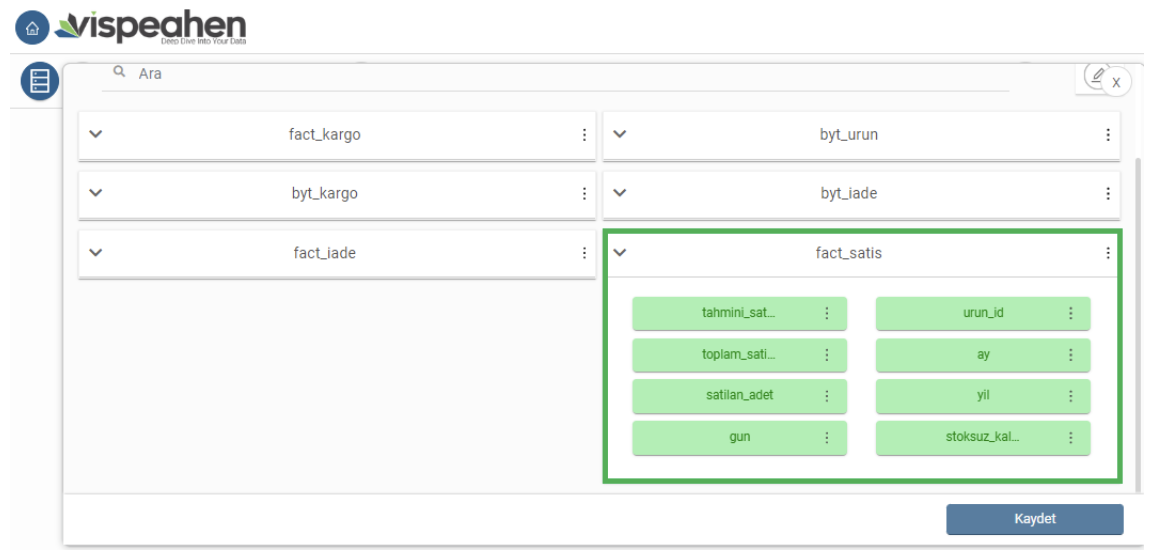 vispeahen
Deep Dive Into Your Data
Ara
X
fact_kargo
byt_urun
byt_kargo
byt_iade
fact_iade
fact_satis
tahmini_sat...
urun_id
toplam_sati...
ay
satilan_adet
yil
gun
stoksuz_kal...
Kaydet